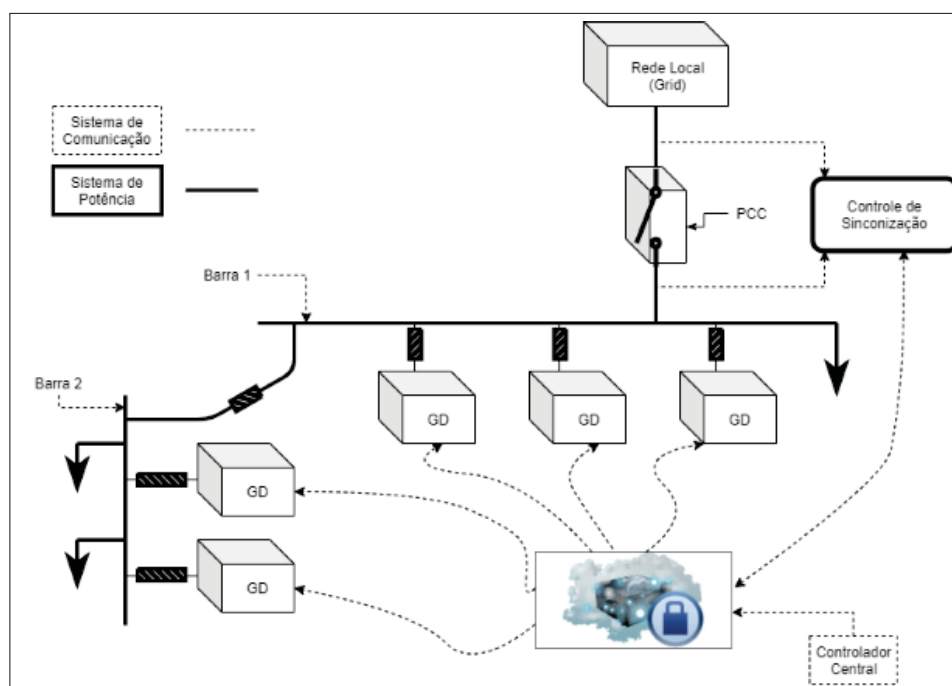 Rede Local
(Grid)
Sistema de
Comunicação
Sistema de
Potência
PCC
Controle de
Sinconização
Barra 1
Barra 2
GD
GD
GD
GD
GD
Controlador
Central